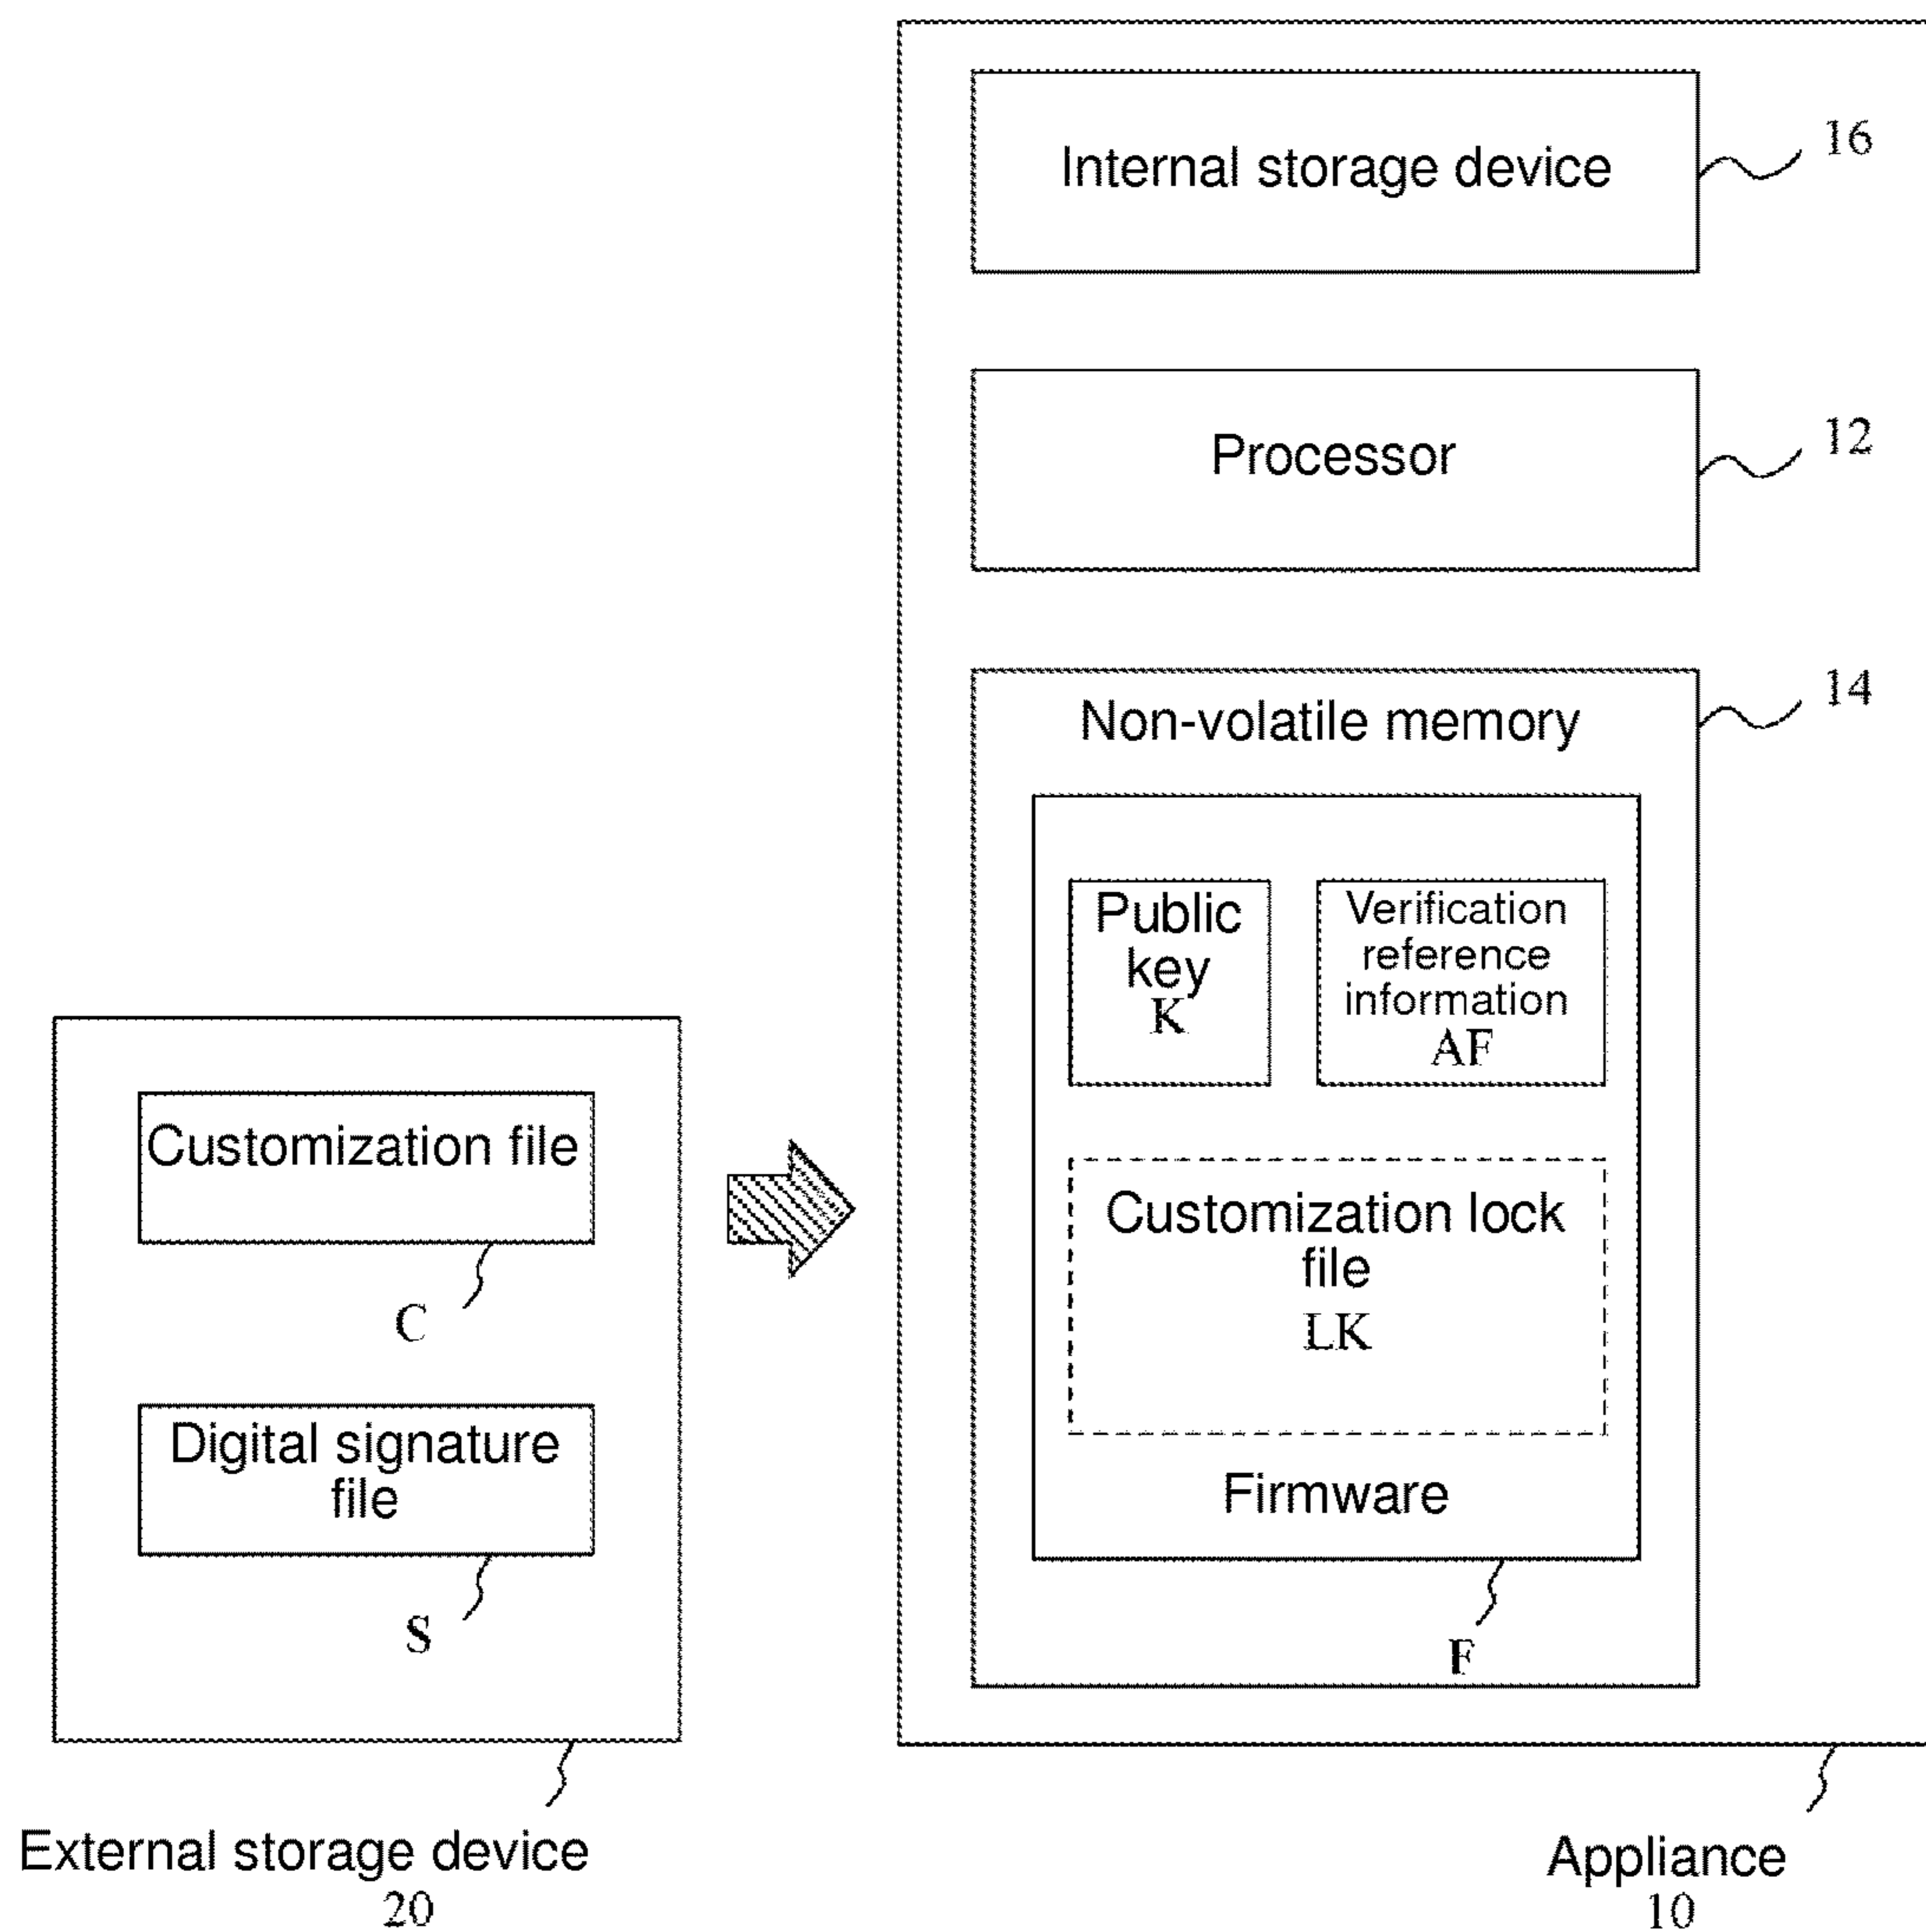 Internal storage device
16
Processor
12
Non-volatile memory
14
Public
key
K
Verification
reference
information
AF
Customization lock
file
LK
Firmware
F
Customization file
C
Digital signature
file
S
External storage device
20
Appliance
10